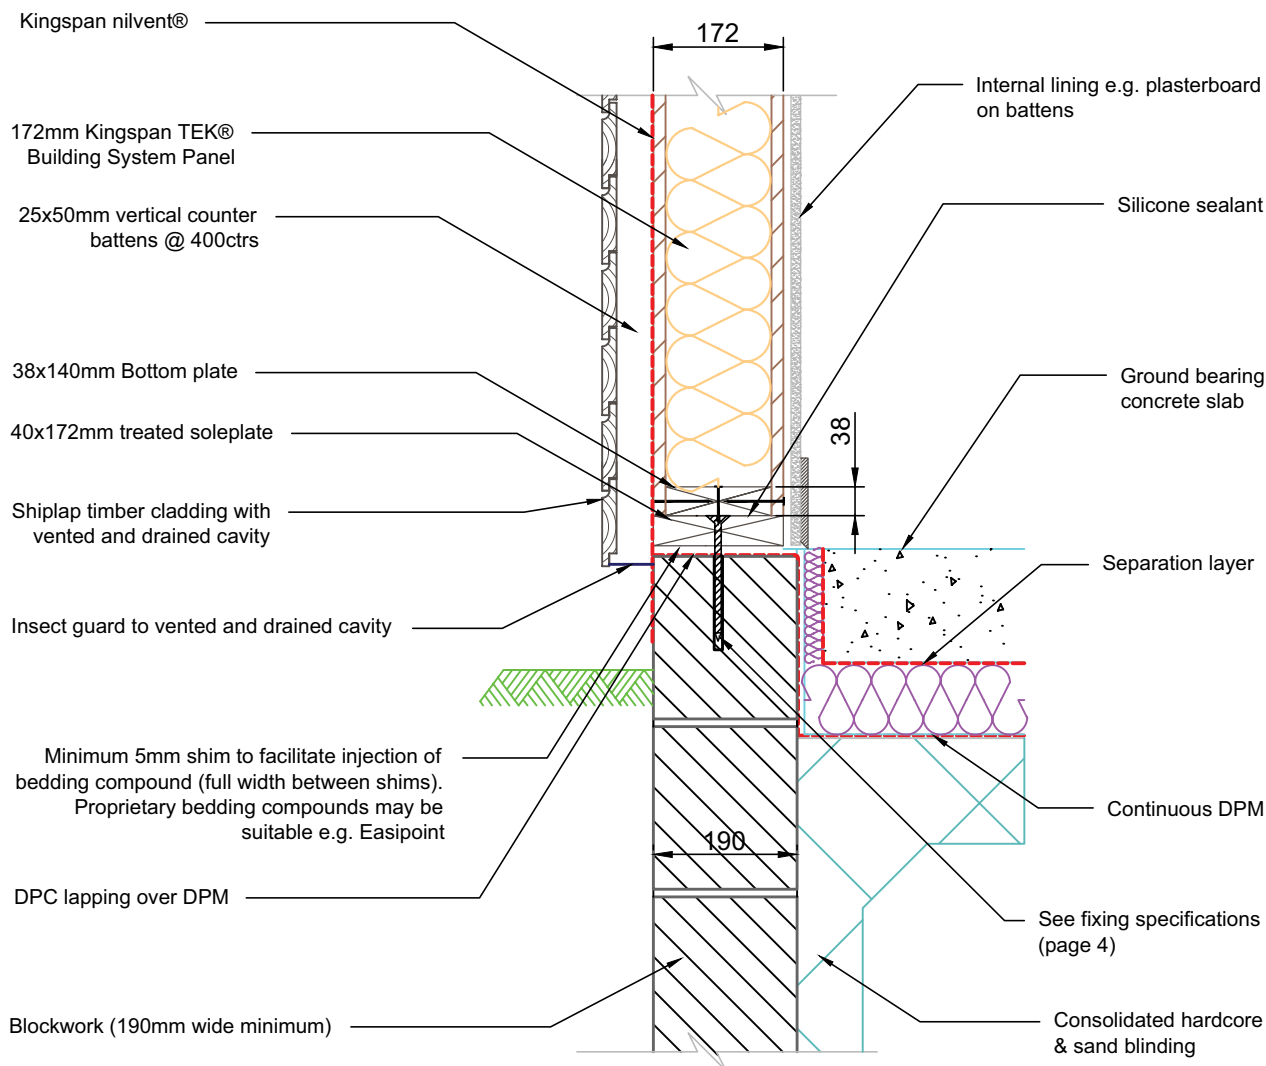 Kingspan nilvent®
172
Internal lining e.g. plasterboard
on battens
172mm Kingspan TEK®
Building System Panel
Silicone sealant
25x50mm vertical counter
battens @ 400ctrs
38x140mm Bottom plate
Ground bearing
concrete slab
38
40x172mm treated soleplate
Shiplap timber cladding with
vented and drained cavity
Separation layer
Insect guard to vented and drained cavity
Minimum 5mm shim to facilitate injection of
bedding compound (full width between shims).
Proprietary bedding compounds may be
suitable e.g. Easipoint
Continuous DPM
190
DPC lapping over DPM
See fixing specifications
(page 4)
Blockwork (190mm wide minimum)
Consolidated hardcore
& sand blinding